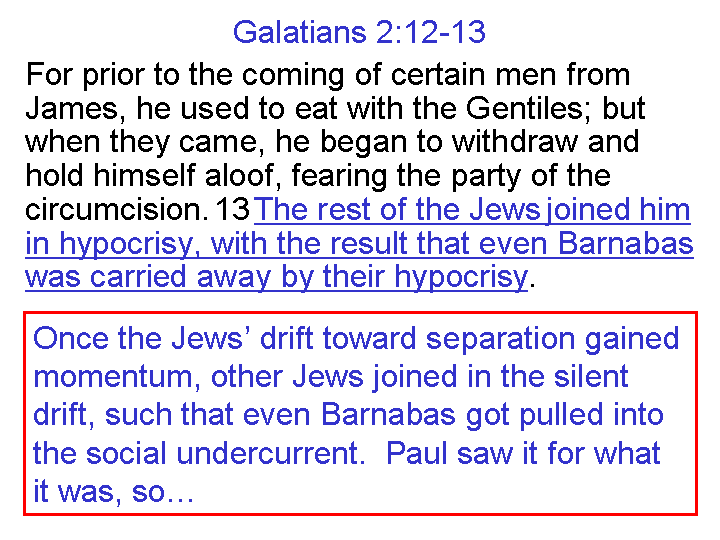 Galatians 2:12-13
For prior to the coming of certain men from
James, he used to eat with the Gentiles; but
when they came, he began to withdraw and
hold himself aloof, fearing the party of the
circumcision. 13 The rest of the Jews joined him
in hypocrisy, with the result that even Barnabas
was carried away by their hypocrisy.
Once the Jews’ drift toward separation gained
momentum, other Jews joined in the silent
drift, such that even Barnabas got pulled into
the social undercurrent.  Paul saw it for what
it was, so…